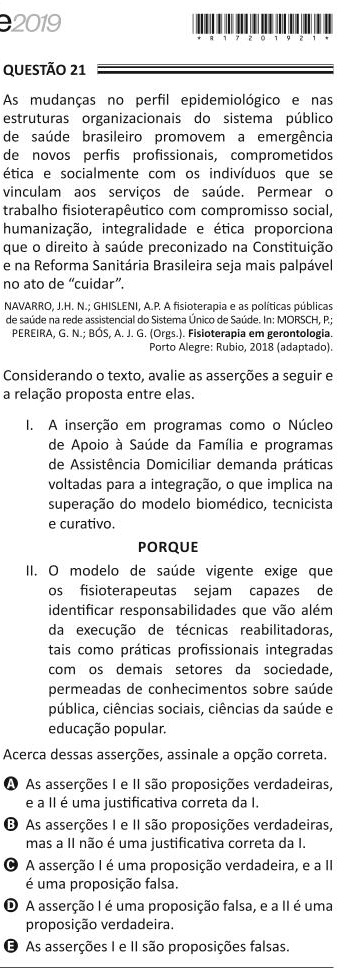 e2019
*R17201921*
QUESTÃO 21
As mudanças no perfil epidemiológico e nas
estruturas organizacionais do sistema público
de saúde brasileiro promovem a emergência
de novos perfis profissionais, comprometidos
ética e socialmente com os indivíduos que se
vinculam aos serviços de saúde. Permear o
trabalho fisioterapêutico com compromisso social,
humanização, integralidade e ética proporciona
que o direito à saúde preconizado na Constituição
e na Reforma Sanitária Brasileira seja mais palpável
no ato de “cuidar”.
NAVARRO, J.H. N.; GHISLENI, A.P. A fisioterapia e as políticas públicas
de saúde na rede assistencial do Sistema Único de Saúde. In: MORSCH, P.;
PEREIRA, G. N.; BÓS, A. J. G. (Orgs.). Fisioterapia em gerontologia.
Porto Alegre: Rubio, 2018 (adaptado).
Considerando o texto, avalie as asserções a seguir e
a relação proposta entre elas.
I. A inserção em programas como o Núcleo
de Apoio à Saúde da Família e programas
de Assistência Domiciliar demanda práticas
voltadas para a integração, o que implica na
superação do modelo biomédico, tecnicista
e curativo.
PORQUE
II. O modelo de saúde vigente exige que
os fisioterapeutas sejam capazes de
identificar responsabilidades que vão além
da execução de técnicas reabilitadoras,
tais como práticas profissionais integradas
com os demais setores da sociedade,
permeadas de conhecimentos sobre saúde
pública, ciências sociais, ciências da saúde e
educação popular.
Acerca dessas asserções, assinale a opção correta.
A As asserções I e II são proposições verdadeiras,
e a II é uma justificativa correta da I.
B As asserções I e II são proposições verdadeiras,
mas a II não é uma justificativa correta da I.
C A asserção I é uma proposição verdadeira, e a II
é uma proposição falsa.
D A asserção I é uma proposição falsa, e a II é uma
proposição verdadeira.
E As asserções I e II são proposições falsas.